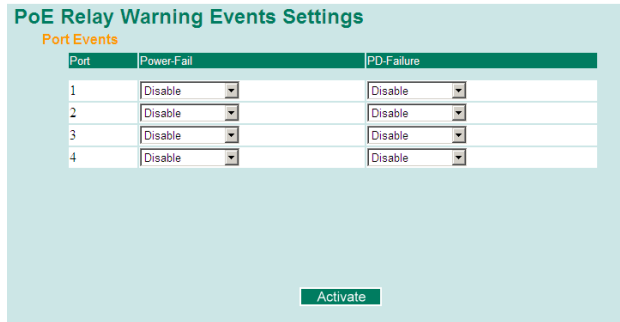 PoE Relay Warning Events Settings
Port Events
Port Power-Fail PD-Failure
1 Disable Disable
2 Disable Disable
3 Disable Disable
4 Disable Disable
Activate